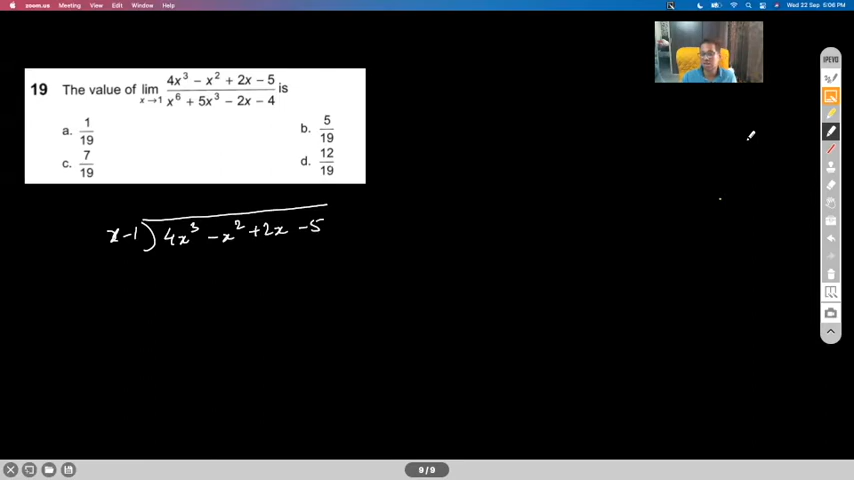 zoom.us Meeting View Edit Window Help Wed 22 Sep 5:06 PM
IPEVO
19 The value of lim x→1 (4x³ − x² + 2x − 5)/(x⁶ + 5x³ − 2x − 4) is
a. 1/19 b. 5/19
c. 7/19 d. 12/19
x−1 ) 4x³ − x² + 2x − 5
9/9